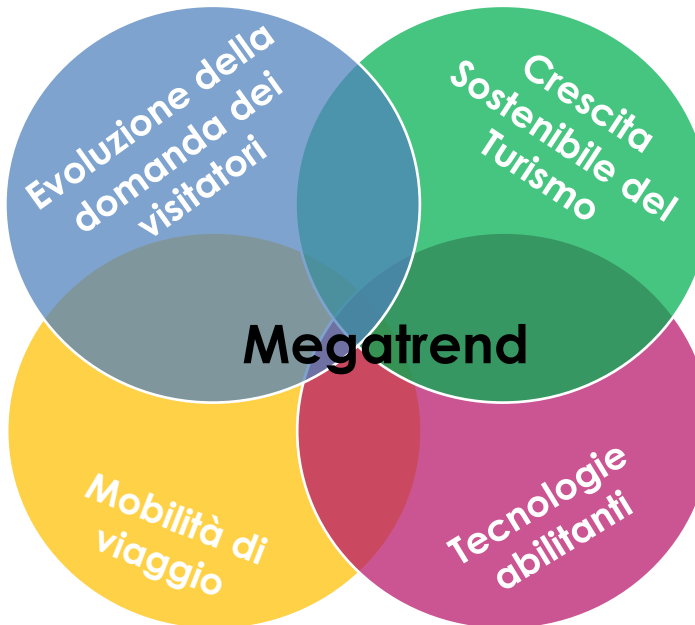 Evoluzione della
domanda dei
visitatori
Crescita
Sostenibile del
Turismo
Megatrend
Mobilità di
viaggio
Tecnologie
abilitanti